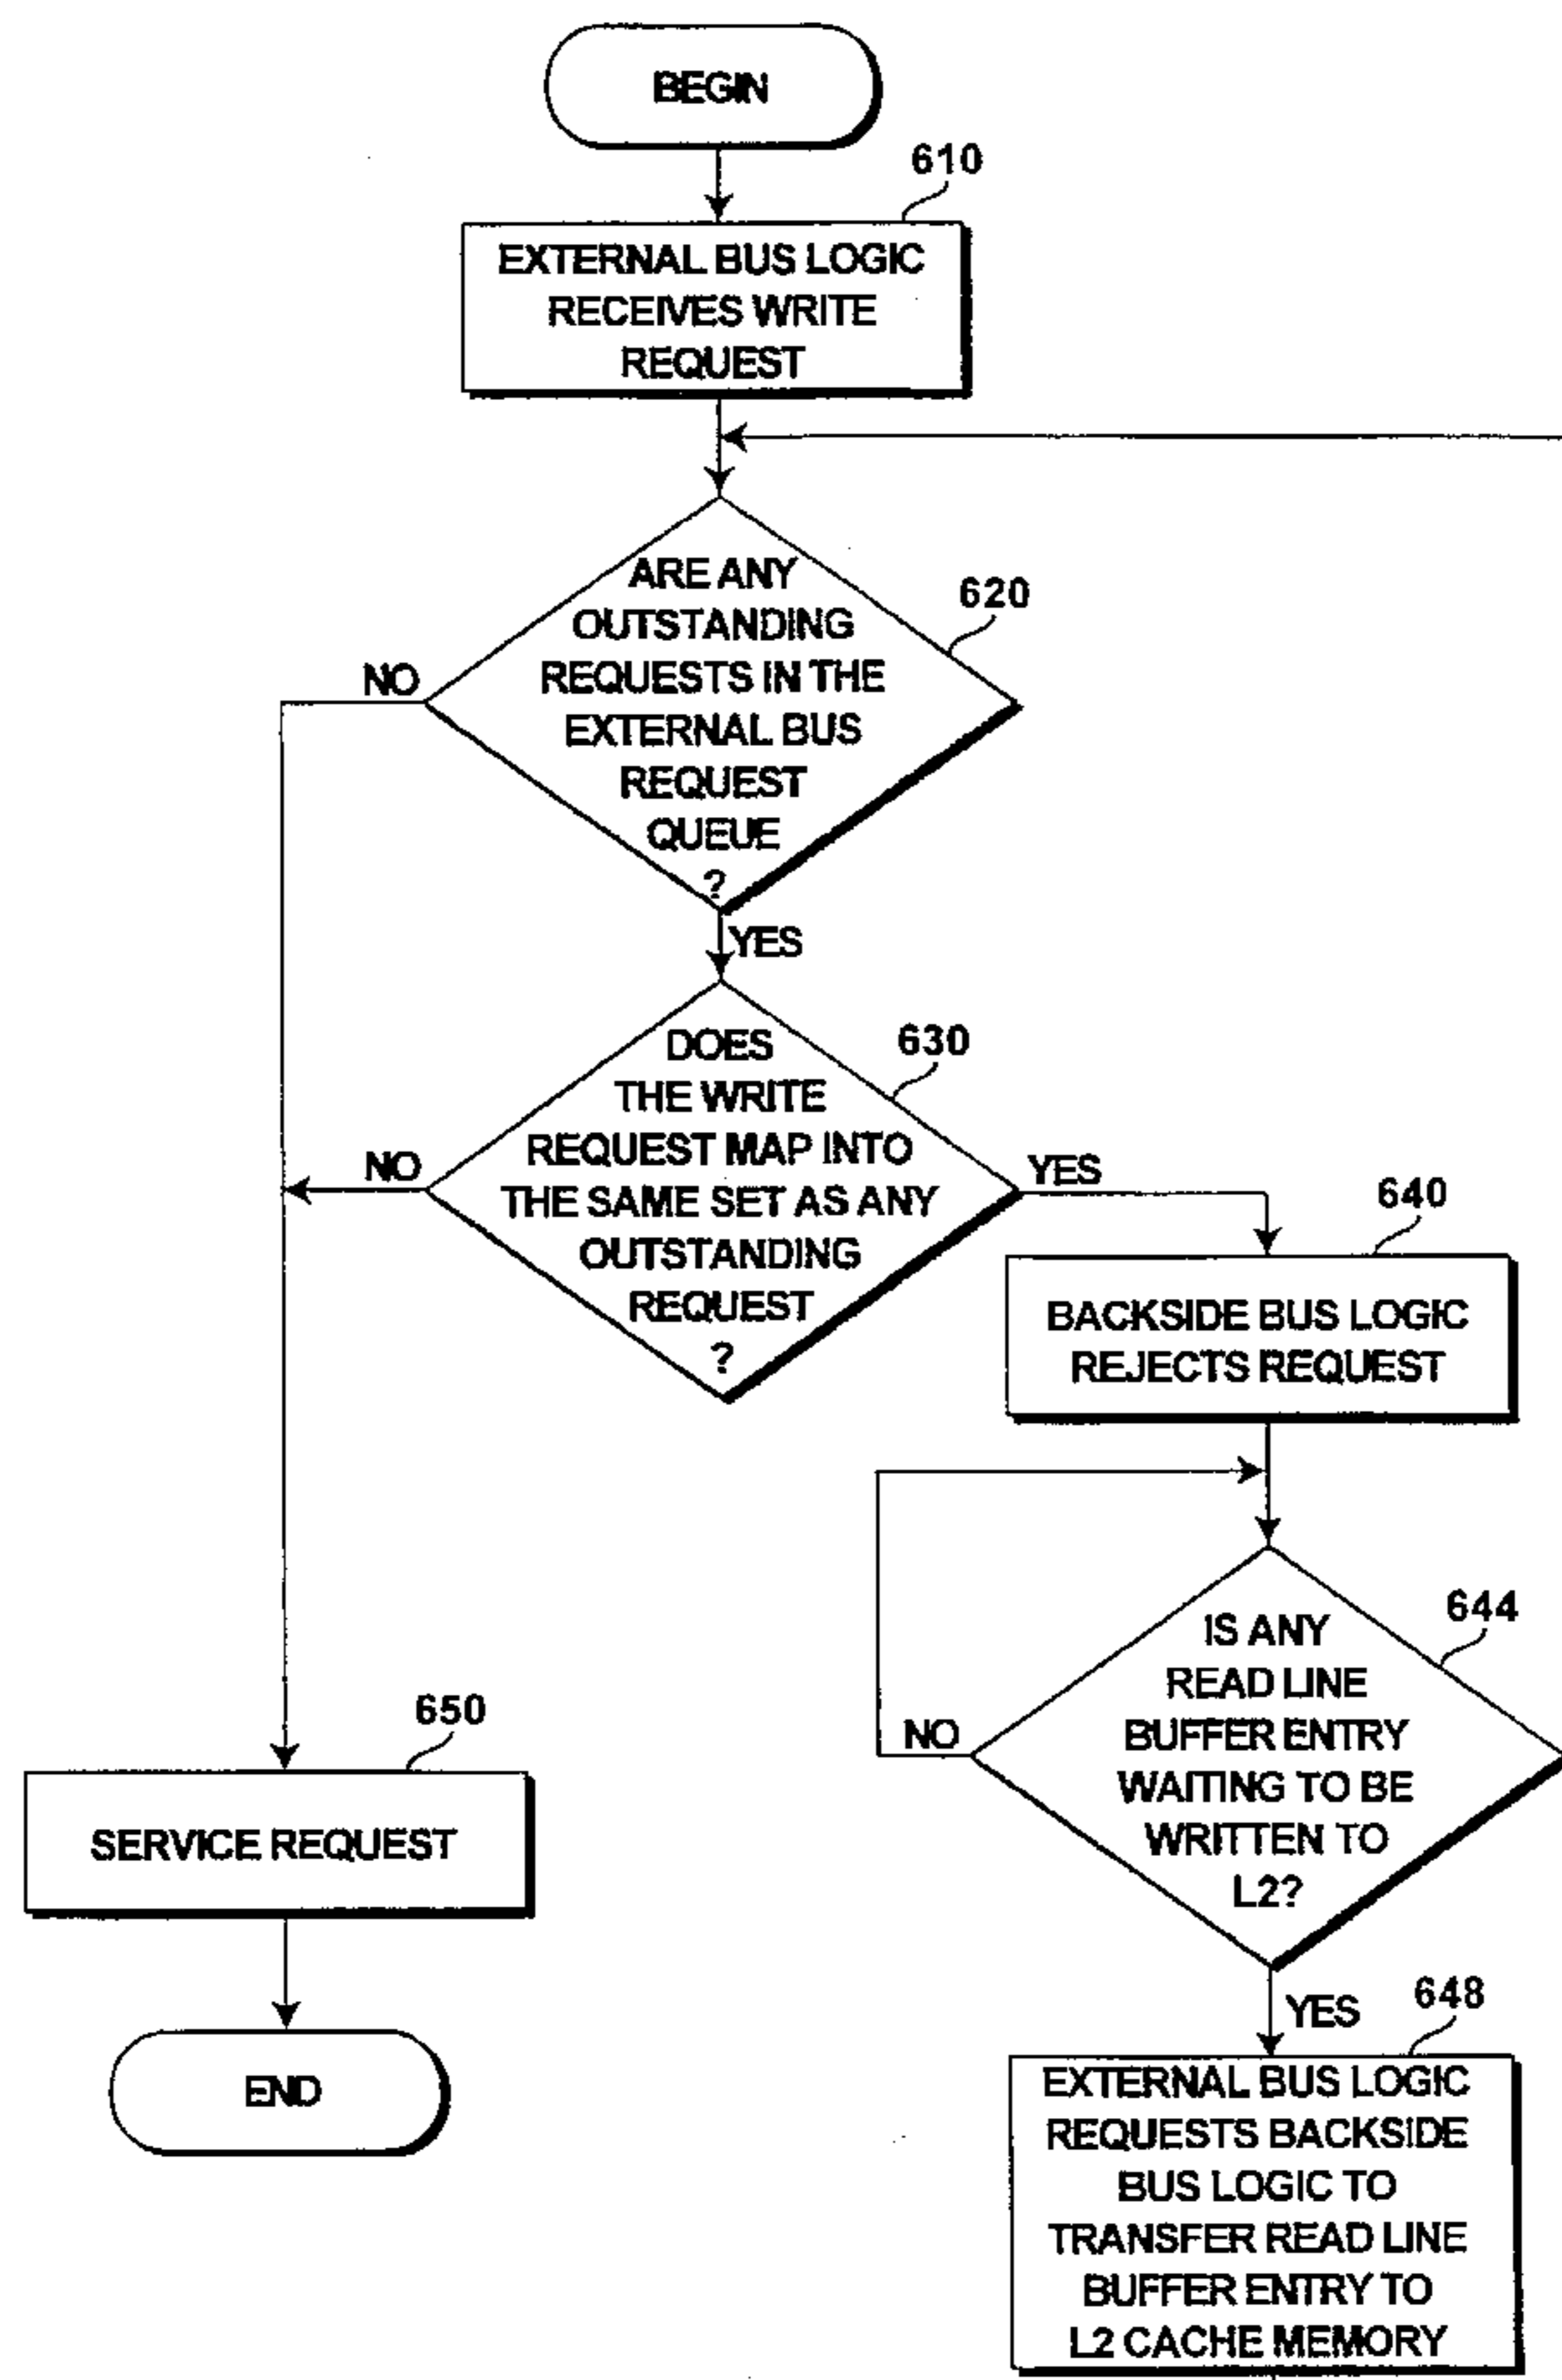 BEGIN
610
EXTERNAL BUS LOGIC
RECEIVES WRITE
REQUEST
ARE ANY
OUTSTANDING
REQUESTS IN THE
EXTERNAL BUS
REQUEST
QUEUE
?
620
NO
YES
DOES
THE WRITE
REQUEST MAP INTO
THE SAME SET AS ANY
OUTSTANDING
REQUEST
?
630
NO
YES
640
BACKSIDE BUS LOGIC
REJECTS REQUEST
IS ANY
READ LINE
BUFFER ENTRY
WAITING TO BE
WRITTEN TO
L2?
644
NO
YES
650
SERVICE REQUEST
END
648
EXTERNAL BUS LOGIC
REQUESTS BACKSIDE
BUS LOGIC TO
TRANSFER READ LINE
BUFFER ENTRY TO
L2 CACHE MEMORY